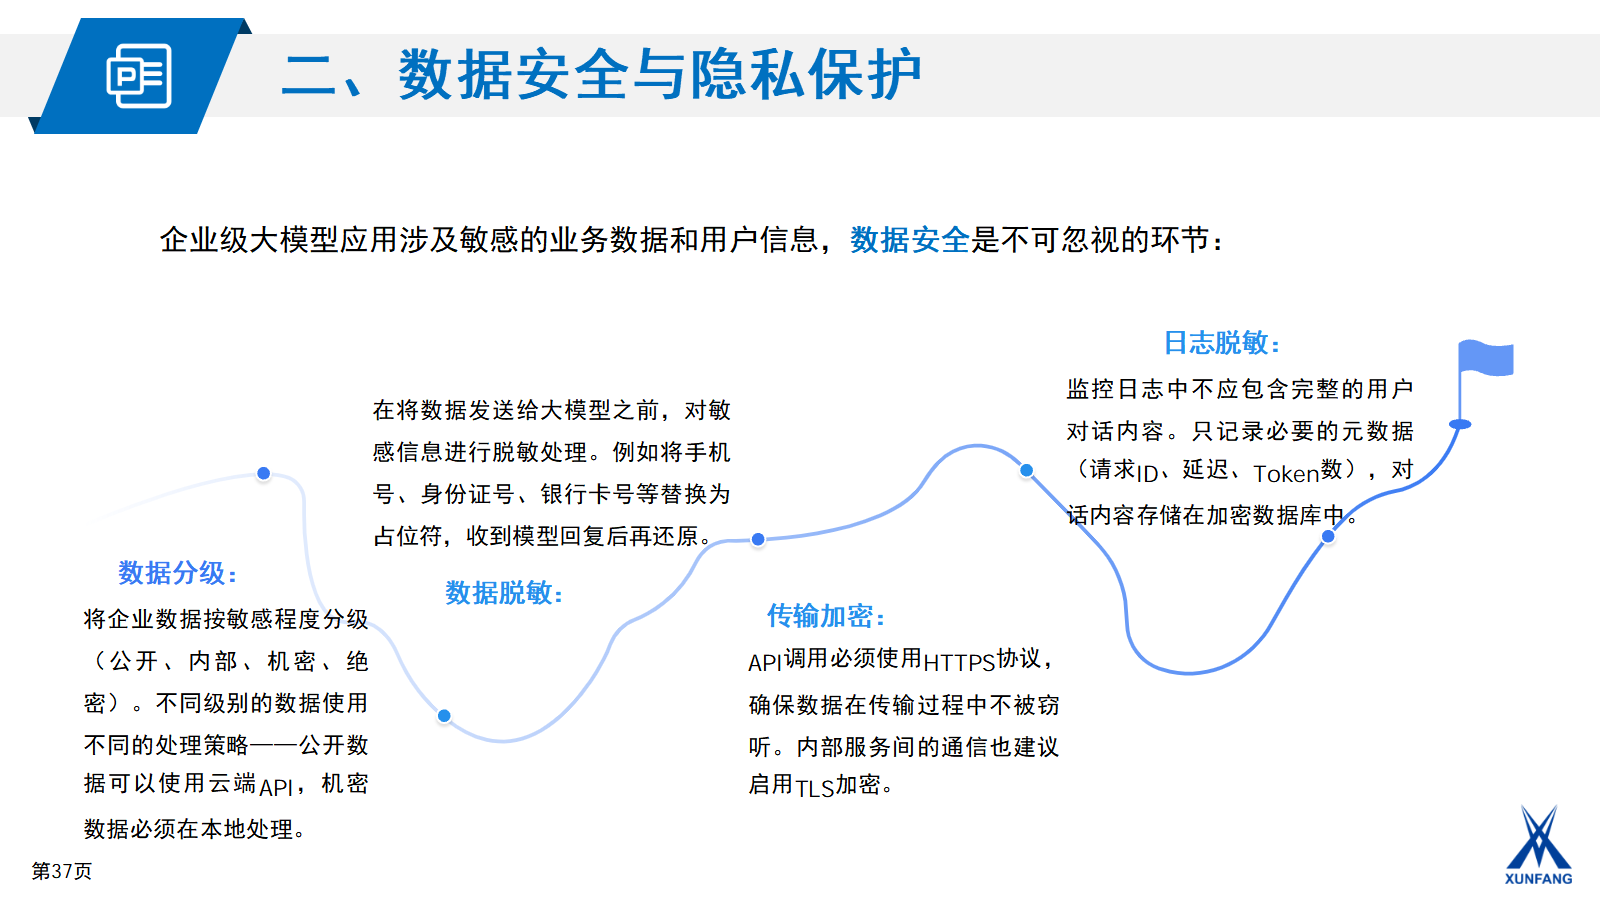 二、数据安全与隐私保护
企业级大模型应用涉及敏感的业务数据和用户信息，数据安全是不可忽视的环节：
数据分级：
将企业数据按敏感程度分级
（公开、内部、机密、绝
密）。不同级别的数据使用
不同的处理策略——公开数
据可以使用云端API，机密
数据必须在本地处理。
在将数据发送给大模型之前，对敏
感信息进行脱敏处理。例如将手机
号、身份证号、银行卡号等替换为
占位符，收到模型回复后再还原。
数据脱敏：
传输加密：
API调用必须使用HTTPS协议，
确保数据在传输过程中不被窃
听。内部服务间的通信也建议
启用TLS加密。
日志脱敏：
监控日志中不应包含完整的用户
对话内容。只记录必要的元数据
（请求ID、延迟、Token数），对
话内容存储在加密数据库中。
第37页
XUNFANG